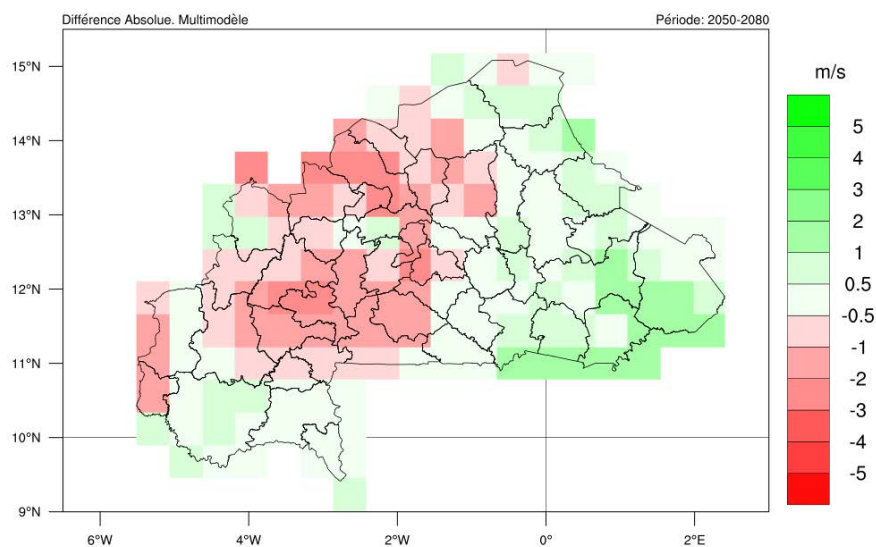 Différence Absolue. Multimodèle
Période: 2050-2080
15°N
14°N
13°N
12°N
11°N
10°N
9°N
6°W
4°W
2°W
0°
2°E
m/s
5
4
3
2
1
0.5
-0.5
-1
-2
-3
-4
-5